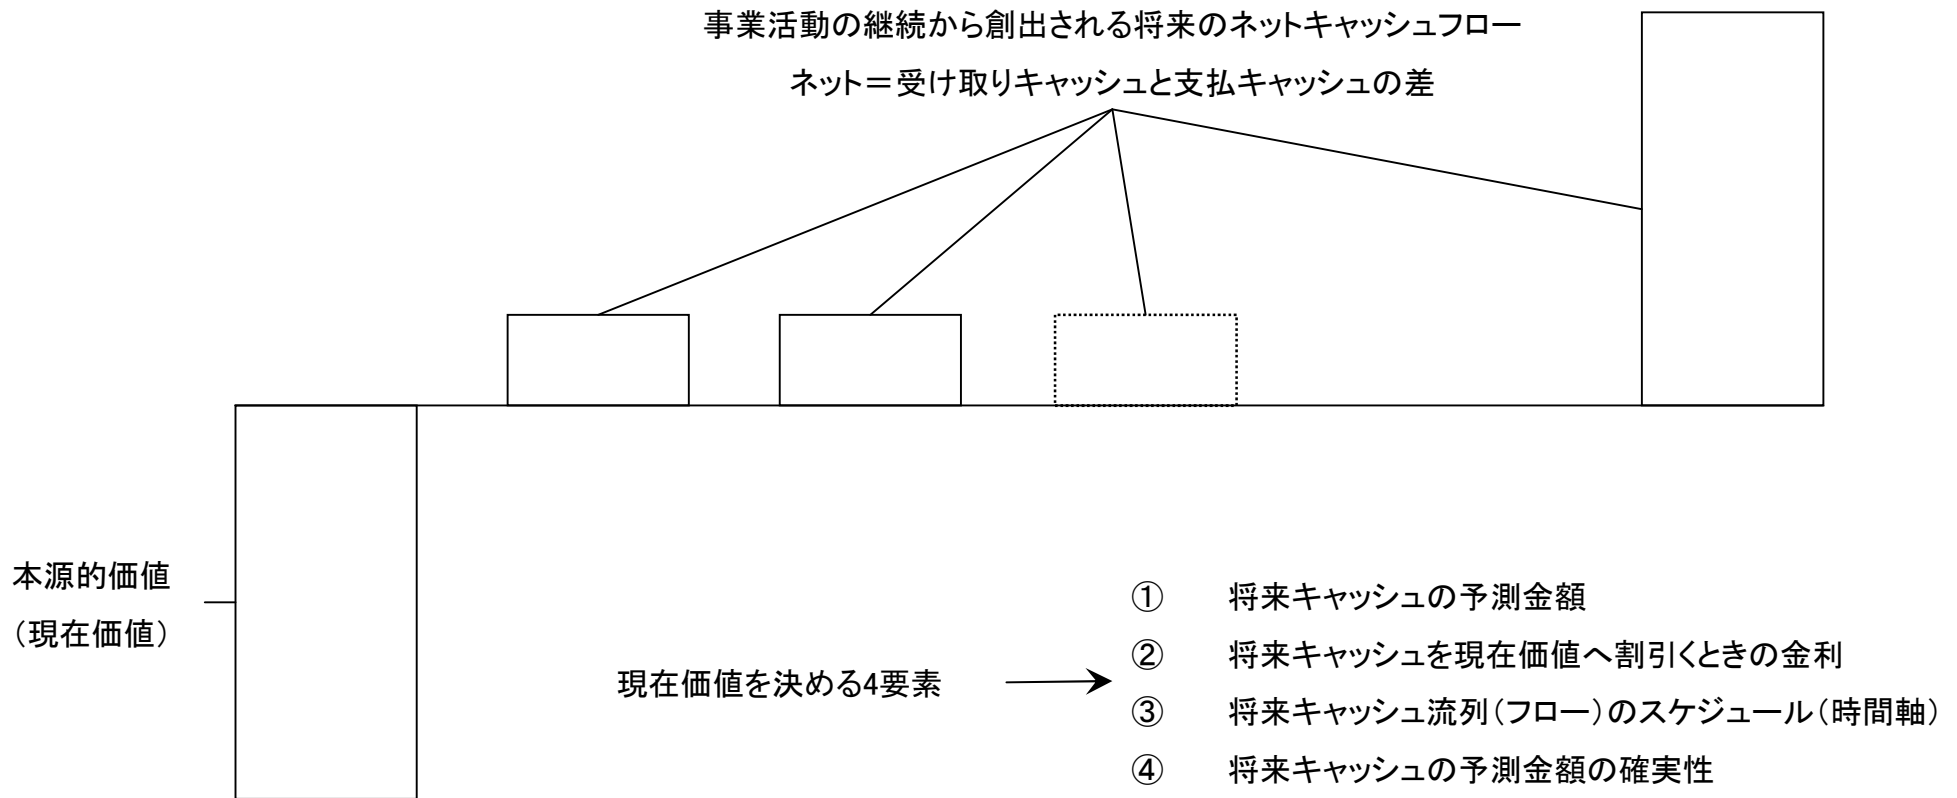 事業活動の継続から創出される将来のネットキャッシュフロー
ネット＝受け取りキャッシュと支払キャッシュの差
本源的価値
（現在価値）
現在価値を決める4要素
① 将来キャッシュの予測金額
② 将来キャッシュを現在価値へ割引くときの金利
③ 将来キャッシュ流列（フロー）のスケジュール（時間軸）
④ 将来キャッシュの予測金額の確実性